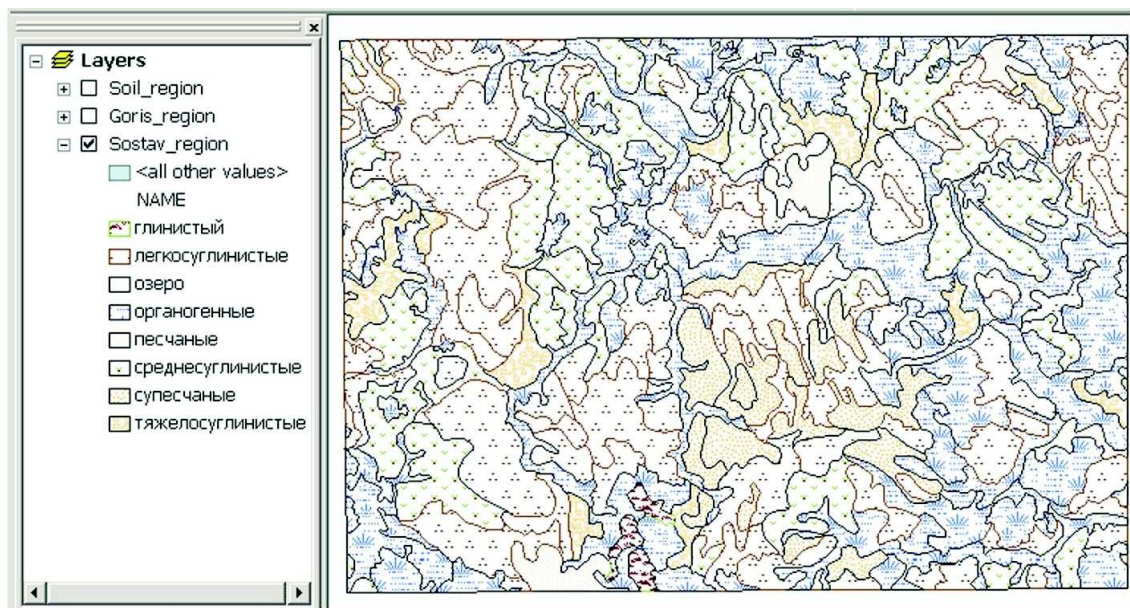 Layers
Soil_region
Goris_region
Sostav_region
<all other values>
NAME
глинистый
легкосуглинистые
озеро
органогенные
песчаные
среднесуглинистые
супесчаные
тяжелосуглинистые